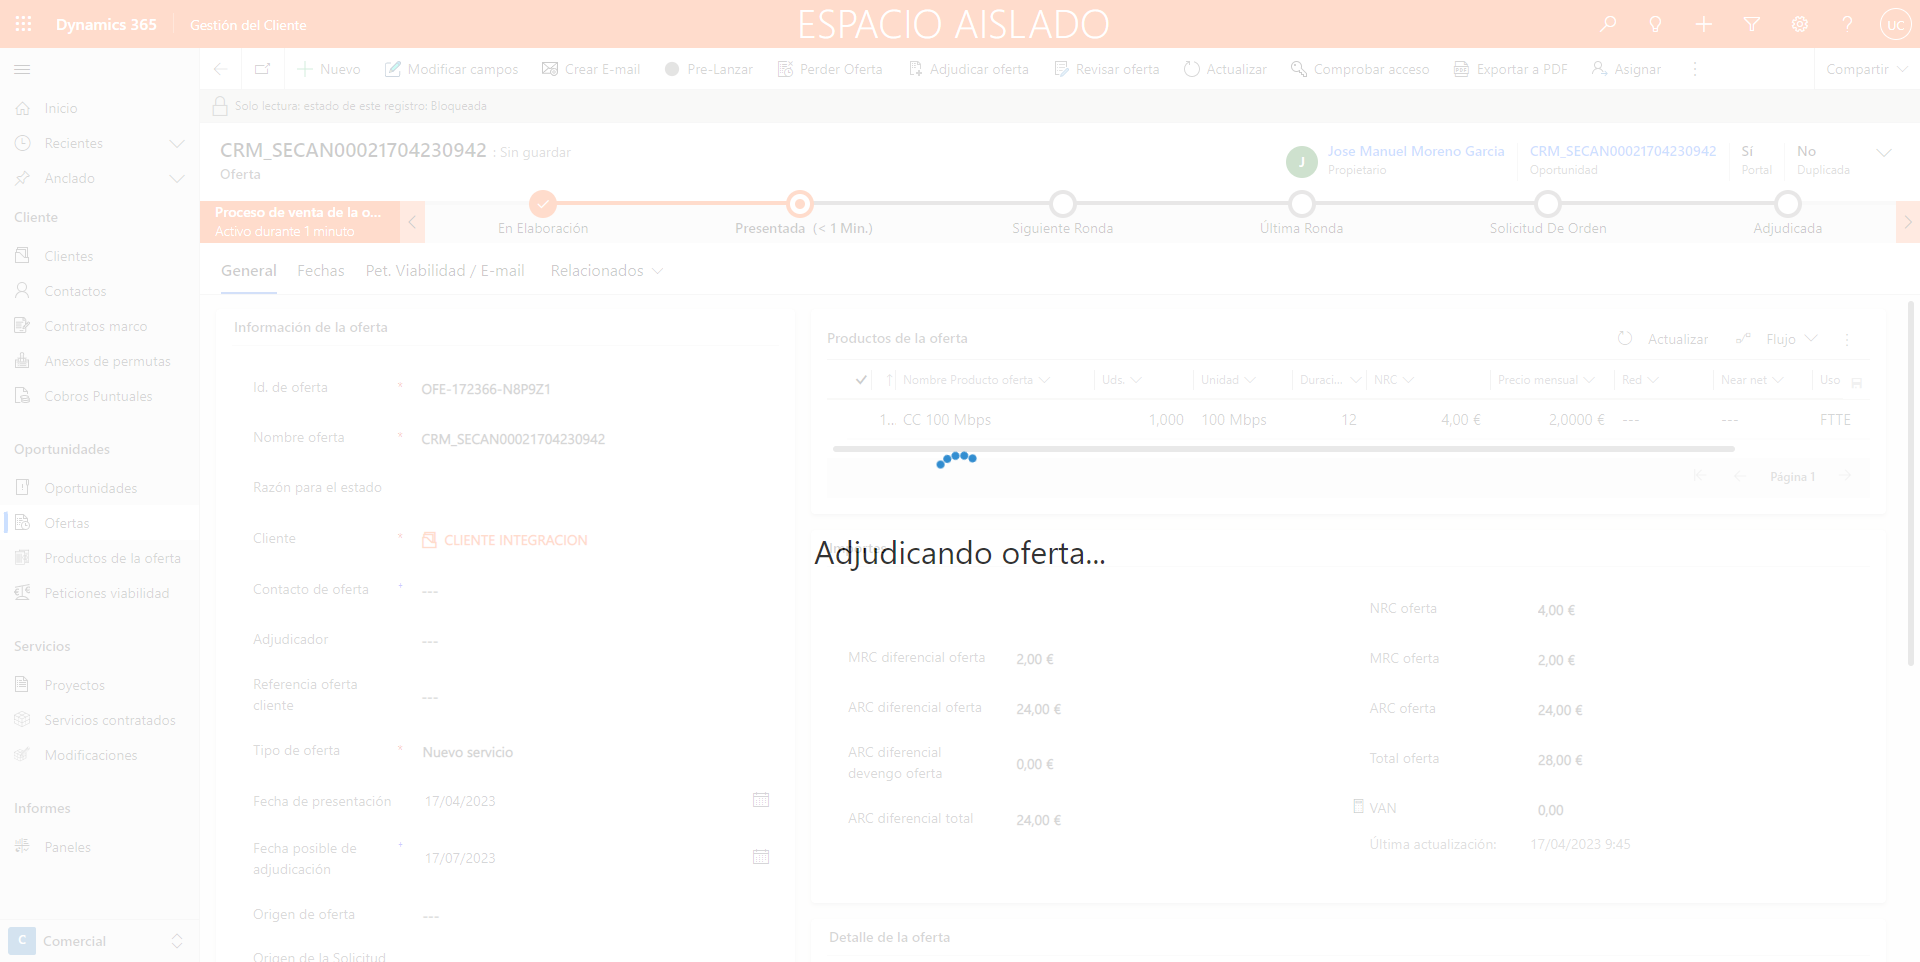 Dynamics 365
Gestión del Cliente
ESPACIO AISLADO
UC
Nuevo
Modificar campos
Crear E-mail
Pre-Lanzar
Perder Oferta
Adjudicar oferta
Revisar oferta
Actualizar
Comprobar acceso
Exportar a PDF
Asignar
Compartir
Solo lectura: estado de este registro: Bloqueada
Inicio
Recientes
Anclado
Cliente
Clientes
Contactos
Contratos marco
Anexos de permutas
Cobros Puntuales
Oportunidades
Oportunidades
Ofertas
Productos de la oferta
Peticiones viabilidad
Servicios
Proyectos
Servicios contratados
Modificaciones
Informes
Paneles
C
Comercial
CRM_SECAN00021704230942 : Sin guardar
Oferta
J
Jose Manuel Moreno Garcia
Propietario
CRM_SECAN00021704230942
Oportunidad
Sí
Portal
No
Duplicada
Proceso de venta de la o...
Activo durante 1 minuto
En Elaboración
Presentada (< 1 Min.)
Siguiente Ronda
Última Ronda
Solicitud De Orden
Adjudicada
General
Fechas
Pet. Viabilidad / E-mail
Relacionados
Información de la oferta
Id. de oferta * OFE-172366-N8P9Z1
Nombre oferta * CRM_SECAN00021704230942
Razón para el estado
Cliente * CLIENTE INTEGRACION
Contacto de oferta + ---
Adjudicador ---
Referencia oferta
cliente ---
Tipo de oferta * Nuevo servicio
Fecha de presentación 17/04/2023
Fecha posible de
adjudicación + 17/07/2023
Origen de oferta ---
Origen de la Solicitud
Productos de la oferta
Actualizar
Flujo
Nombre Producto oferta Uds. Unidad Duraci... NRC Precio mensual Red Near net Uso
1... CC 100 Mbps 1,000 100 Mbps 12 4,00 € 2,0000 € --- --- FTTE
Página 1
Adjudicando oferta...
MRC diferencial oferta 2,00 €
ARC diferencial oferta 24,00 €
ARC diferencial
devengo oferta 0,00 €
ARC diferencial total 24,00 €
NRC oferta 4,00 €
MRC oferta 2,00 €
ARC oferta 24,00 €
Total oferta 28,00 €
VAN 0,00
Última actualización: 17/04/2023 9:45
Detalle de la oferta